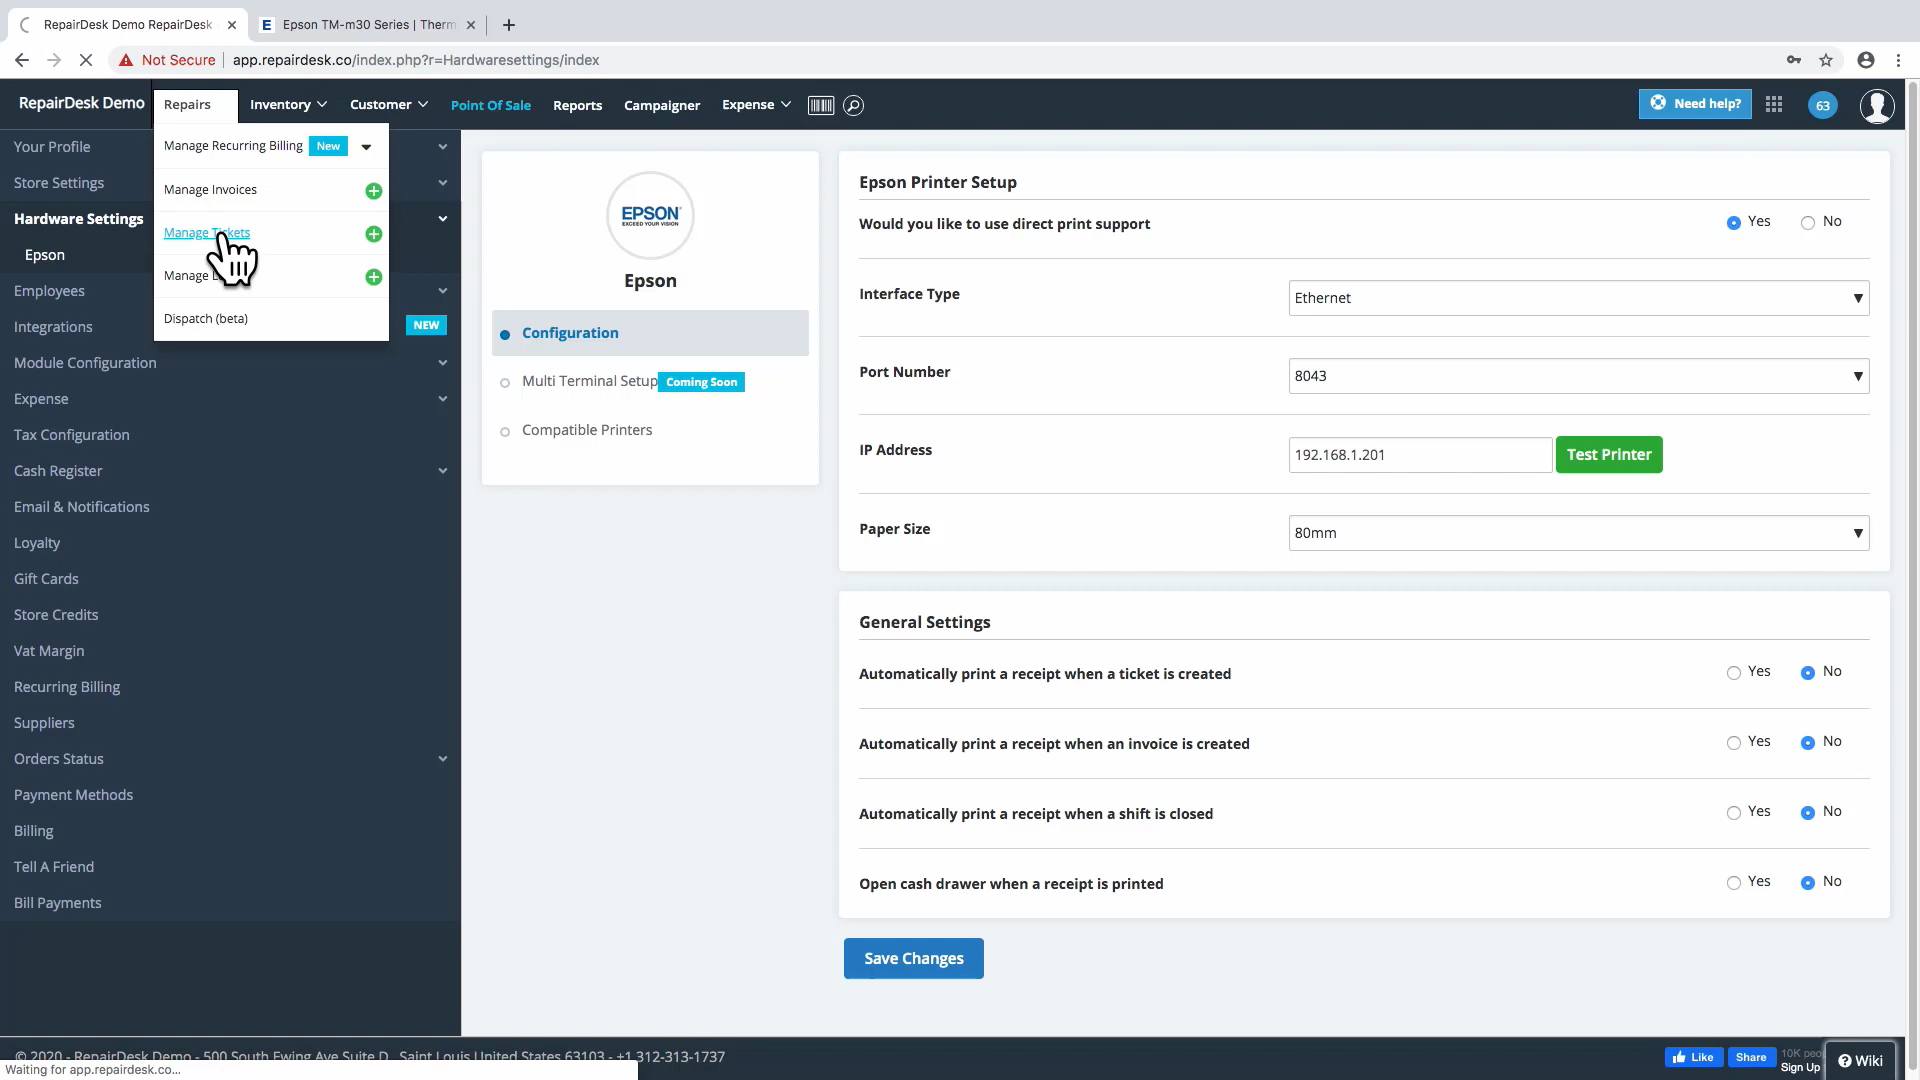 RepairDesk Demo RepairDesk
Epson TM-m30 Series | Therm
Not Secure
app.repairdesk.co/index.php?r=Hardwaresettings/index
RepairDesk Demo
Repairs
Inventory
Customer
Point Of Sale
Reports
Campaigner
Expense
Need help?
63
Manage Recurring Billing New
Manage Invoices
Manage Tickets
Manage
Dispatch (beta)
Your Profile
Store Settings
Hardware Settings
Epson
Employees
Integrations NEW
Module Configuration
Expense
Tax Configuration
Cash Register
Email & Notifications
Loyalty
Gift Cards
Store Credits
Vat Margin
Recurring Billing
Suppliers
Orders Status
Payment Methods
Billing
Tell A Friend
Bill Payments
EPSON
EXCEED YOUR VISION
Epson
Configuration
Multi Terminal Setup Coming Soon
Compatible Printers
Epson Printer Setup
Would you like to use direct print support Yes No
Interface Type Ethernet
Port Number 8043
IP Address 192.168.1.201 Test Printer
Paper Size 80mm
General Settings
Automatically print a receipt when a ticket is created Yes No
Automatically print a receipt when an invoice is created Yes No
Automatically print a receipt when a shift is closed Yes No
Open cash drawer when a receipt is printed Yes No
Save Changes
© 2020 - RepairDesk Demo - 500 South Ewing Ave Suite D Saint Louis United States 63103 - +1 312-313-1737
Waiting for app.repairdesk.co...
Like
Share
10K
Sign Up
Wiki